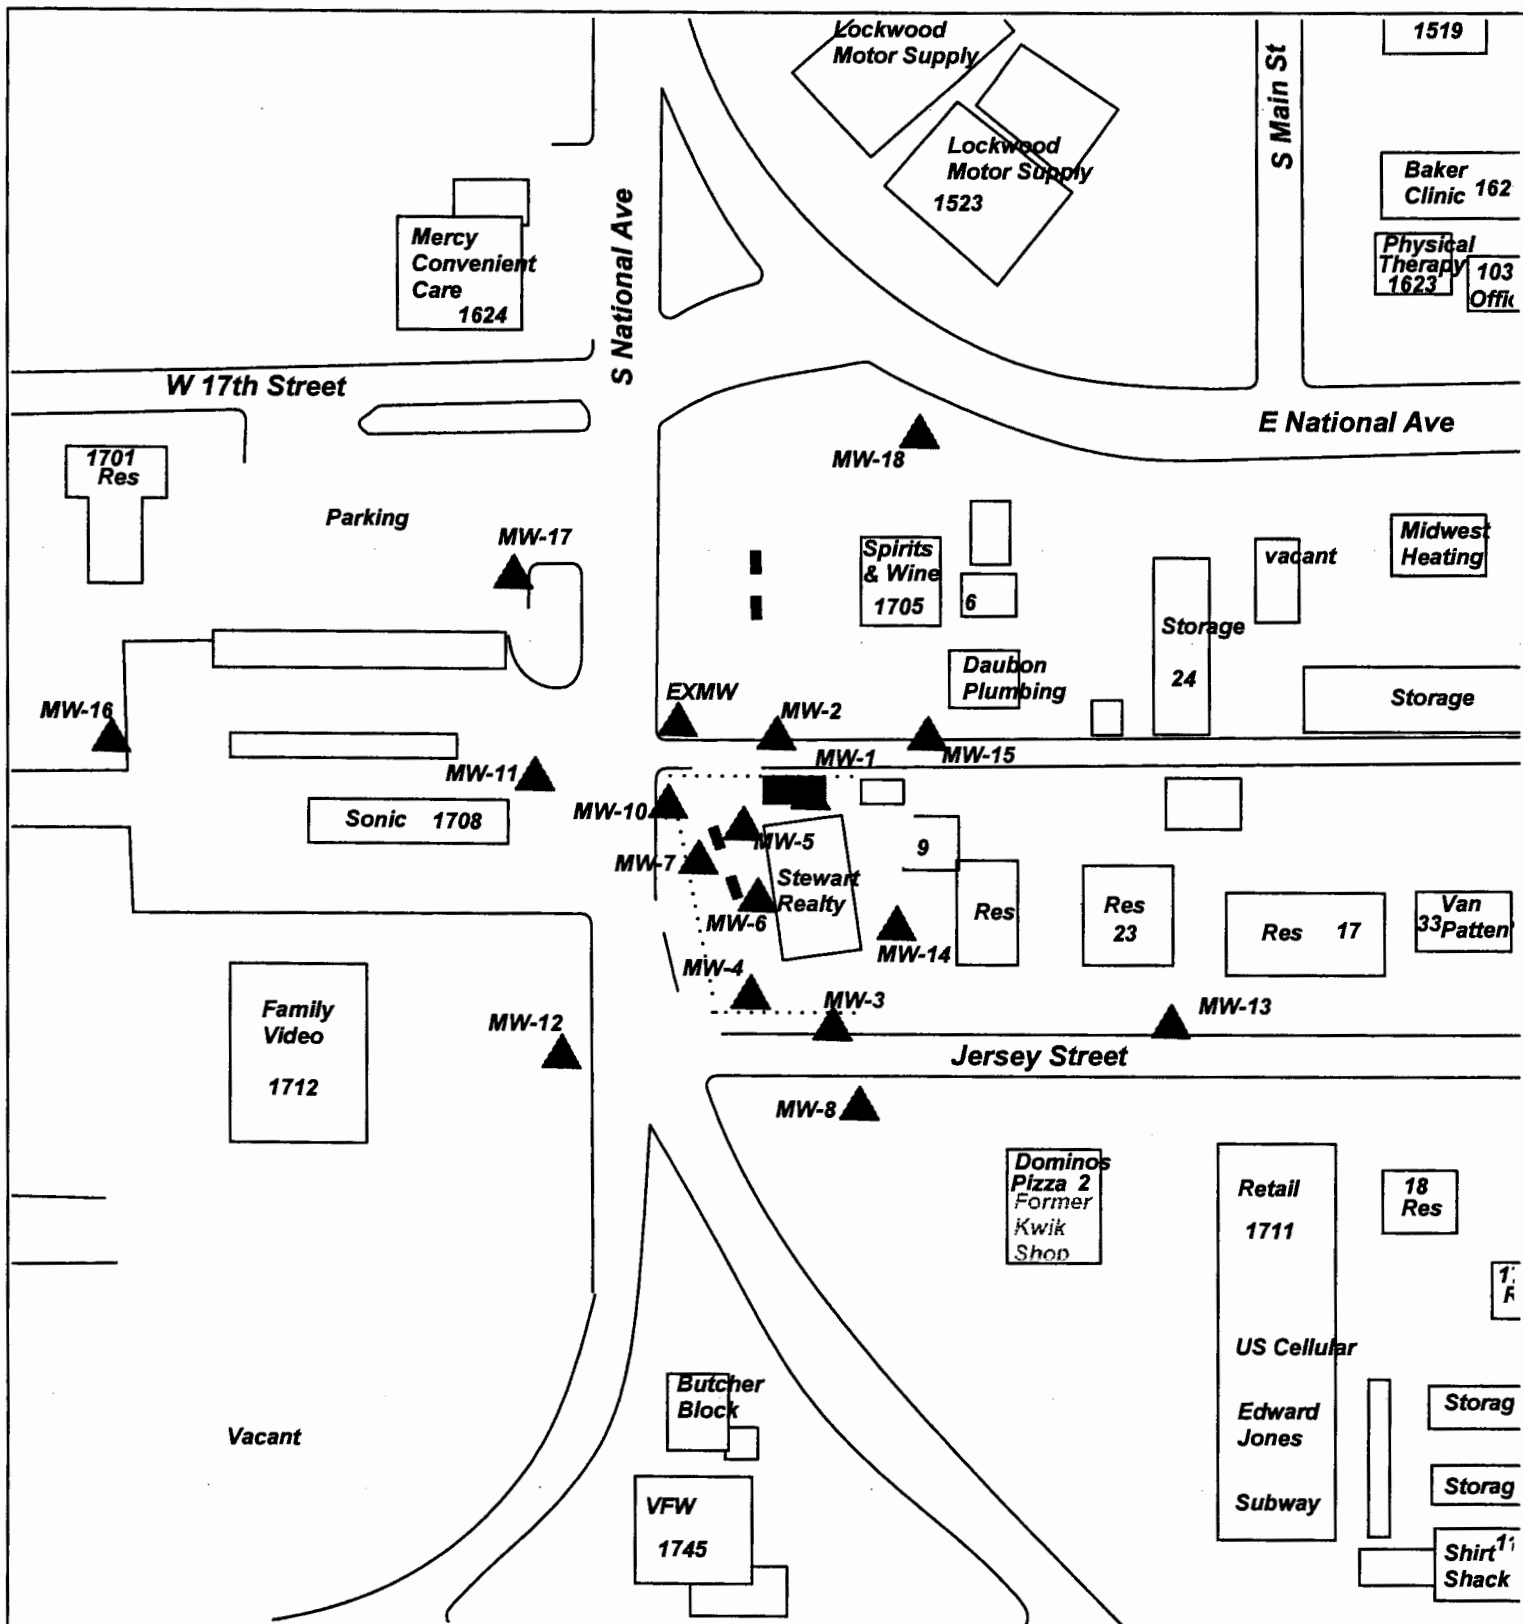 Lockwood
Motor Supply
Lockwood
Motor Supply
1523
S Main St
1519
Baker
Clinic 162
Physical
Therapy
1623
103
Mercy
Convenient
Care
1624
S National Ave
W 17th Street
E National Ave
1701
Res
Parking
MW-17
MW-18
Spirits
& Wine
1705
6
vacant
Midwest
Heating
Storage
24
Daubon
Plumbing
Storage
MW-16
EXMW
MW-2
MW-15
MW-1
MW-11
MW-10
Sonic 1708
MW-5
MW-7
Stewart
Realty
MW-6
9
Res
Res
23
Res 17
Van
33 Patten
MW-14
MW-4
MW-3
MW-13
Family
Video
1712
MW-12
Jersey Street
MW-8
Dominos
Pizza 2
Former
Kwik
Shop
Retail
1711
18
Res
US Cellular
Edward
Jones
Subway
Butcher
Block
Vacant
VFW
1745
Storag
Storag
Shirt
Shack